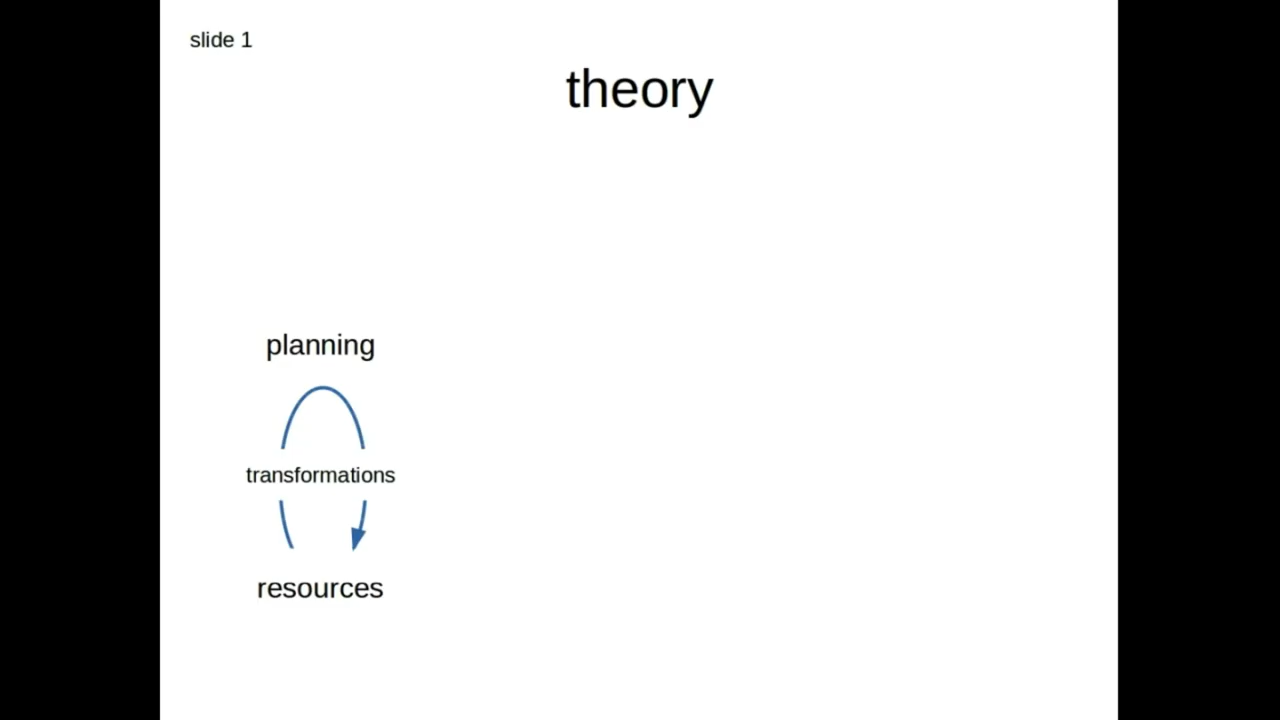 slide 1
theory
planning
transformations
resources